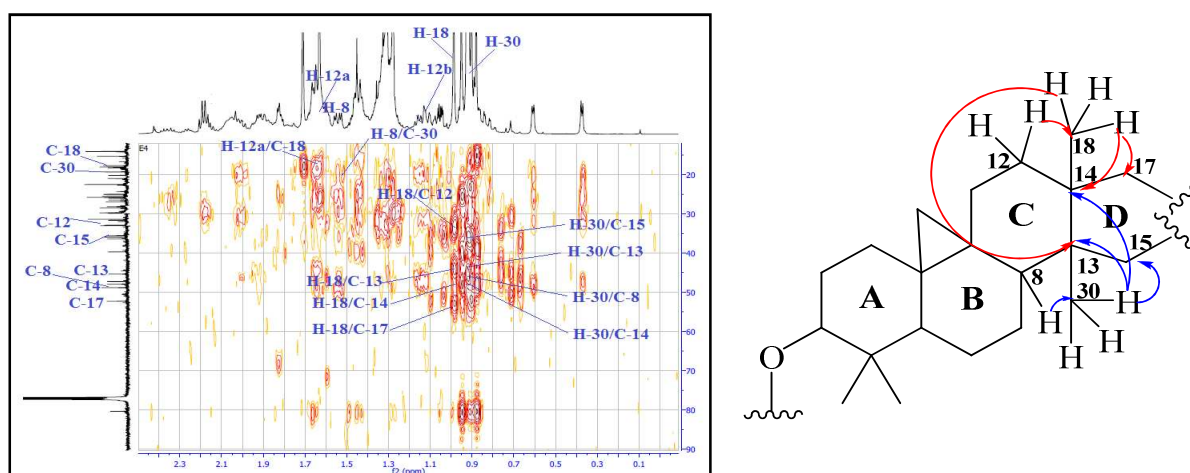 H-18
H-30
H-12a
H-12b
H-8
H-8/C-30
E4
H-12a/C-18
C-18
C-30
H-18/C-12
C-12
H-30/C-15
C-15
H-30/C-13
C-8
C-13
H-18/C-13
H-30/C-8
C-14
H-18/C-14
C-17
H-18/C-17
H-30/C-14
20
30
40
50
60
70
80
90
2.3 2.1 1.9 1.7 1.5 1.3 1.1 0.9 0.7 0.5 0.3 0.1
f2 (ppm)
H H
H H H
18
12 17
14
C D
15
13
8
A B 30
H H
H H
O